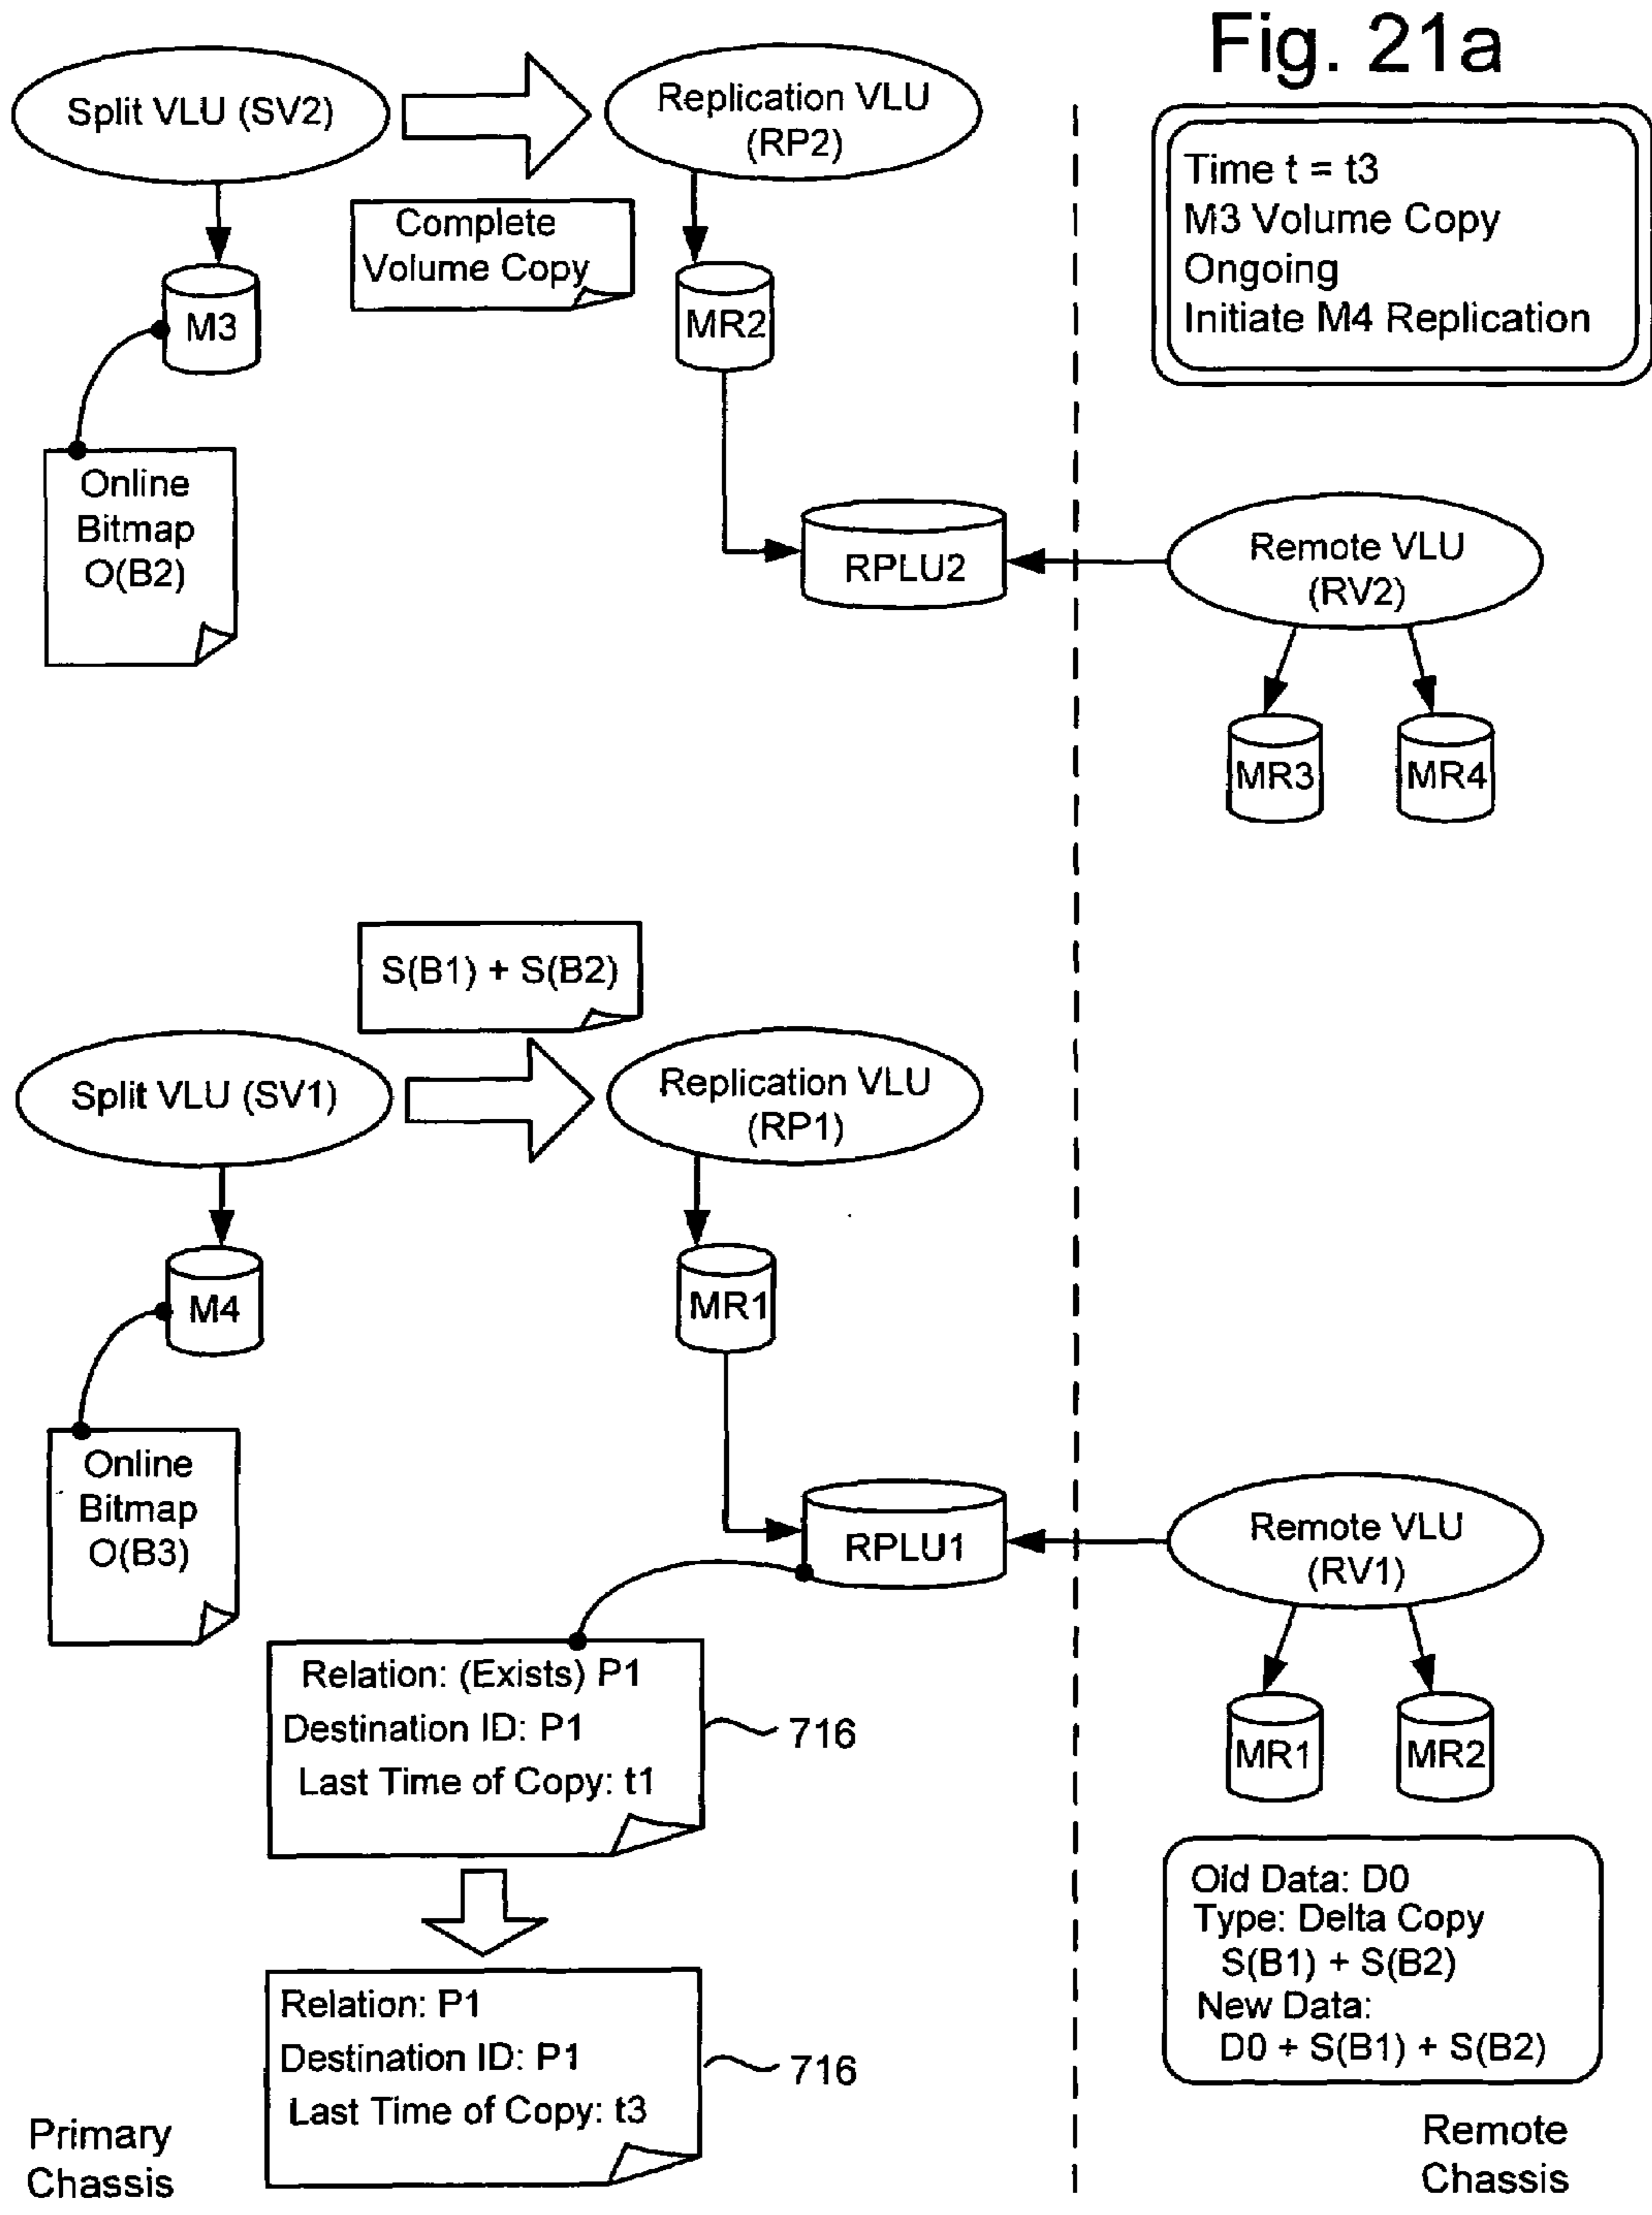 Fig. 21a
Split VLU (SV2)
Replication VLU
(RP2)
Time t = t3
M3 Volume Copy
Ongoing
Initiate M4 Replication
Complete
Volume Copy
M3
MR2
Online
Bitmap
O(B2)
RPLU2
Remote VLU
(RV2)
MR3
MR4
S(B1) + S(B2)
Split VLU (SV1)
Replication VLU
(RP1)
M4
MR1
Online
Bitmap
O(B3)
RPLU1
Remote VLU
(RV1)
Relation: (Exists) P1
Destination ID: P1
Last Time of Copy: t1
716
MR1
MR2
Old Data: D0
Type: Delta Copy
S(B1) + S(B2)
New Data:
D0 + S(B1) + S(B2)
Relation: P1
Destination ID: P1
Last Time of Copy: t3
716
Primary
Chassis
Remote
Chassis